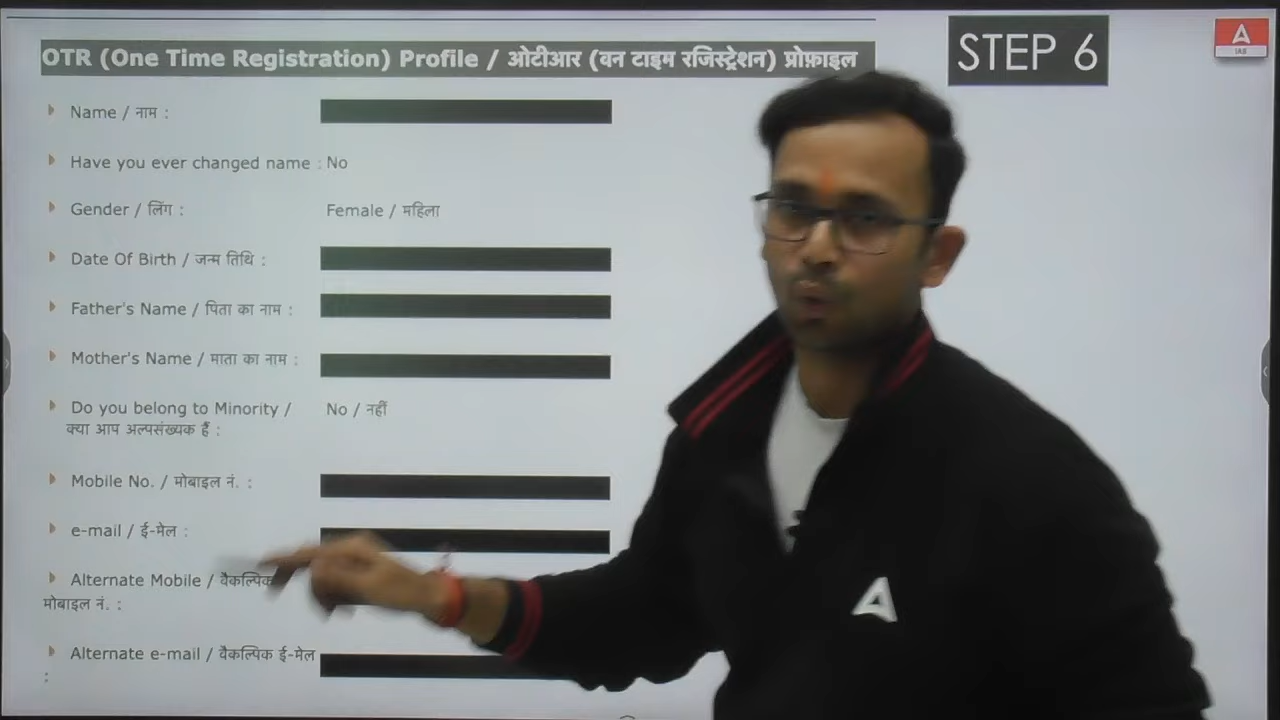 OTR (One Time Registration) Profile / ओटीआर (वन टाइम रजिस्ट्रेशन) प्रोफ़ाइल
STEP 6
IAS
Name / नाम :
Have you ever changed name : No
Gender / लिंग : Female / महिला
Date Of Birth / जन्म तिथि :
Father's Name / पिता का नाम :
Mother's Name / माता का नाम :
Do you belong to Minority / No / नहीं
क्या आप अल्पसंख्यक हैं :
Mobile No. / मोबाइल नं. :
e-mail / ई-मेल :
Alternate Mobile / वैकल्पिक
मोबाइल नं. :
Alternate e-mail / वैकल्पिक ई-मेल
: